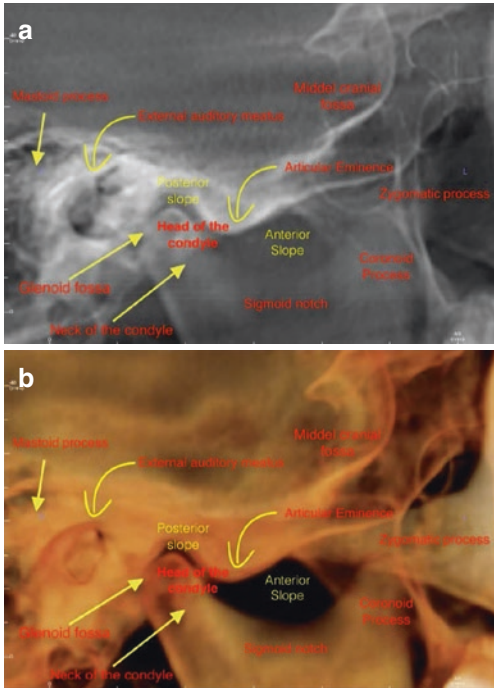 a
Mastoid process
External auditory meatus
Middel cranial
fossa
Posterior
slope
Articular Eminence
L
Zygomatic process
Head of the
condyle
Anterior
Slope
Coronoid
Process
Glenoid fossa
Sigmoid notch
Neck of the condyle
b
Mastoid process
External auditory meatus
Middel cranial
fossa
Posterior
slope
Articular Eminence
Zygomatic process
Head of the
condyle
Anterior
Slope
Coronoid
Process
Glenoid fossa
Sigmoid notch
Neck of the condyle